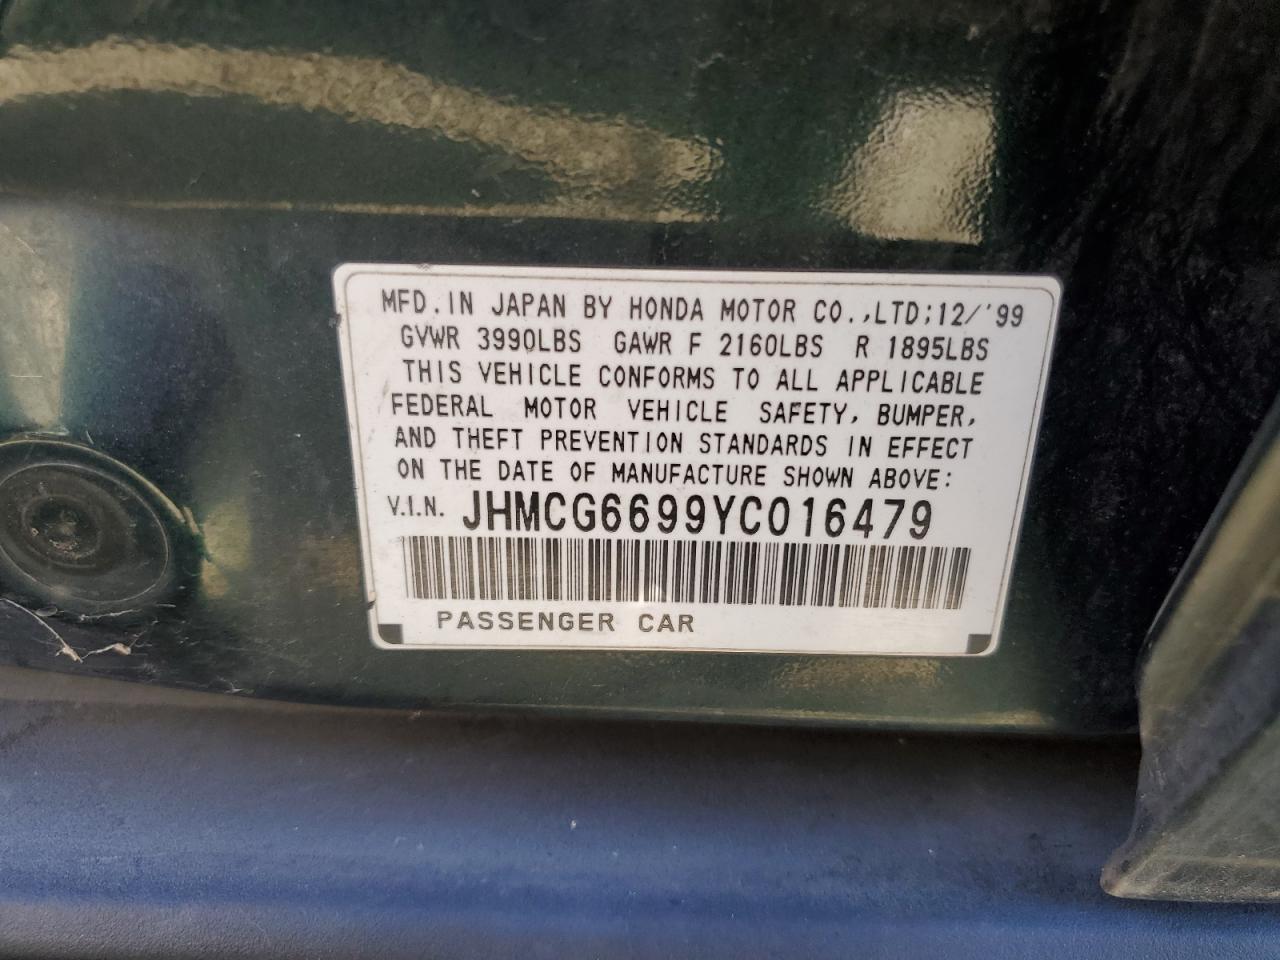 MFD. IN JAPAN BY HONDA MOTOR CO.,LTD;12/'99
GVWR 3990LBS GAWR F 2160LBS R 1895LBS
THIS VEHICLE CONFORMS TO ALL APPLICABLE
FEDERAL MOTOR VEHICLE SAFETY, BUMPER,
AND THEFT PREVENTION STANDARDS IN EFFECT
ON THE DATE OF MANUFACTURE SHOWN ABOVE:
V.I.N. JHMCG6699YC016479
PASSENGER CAR